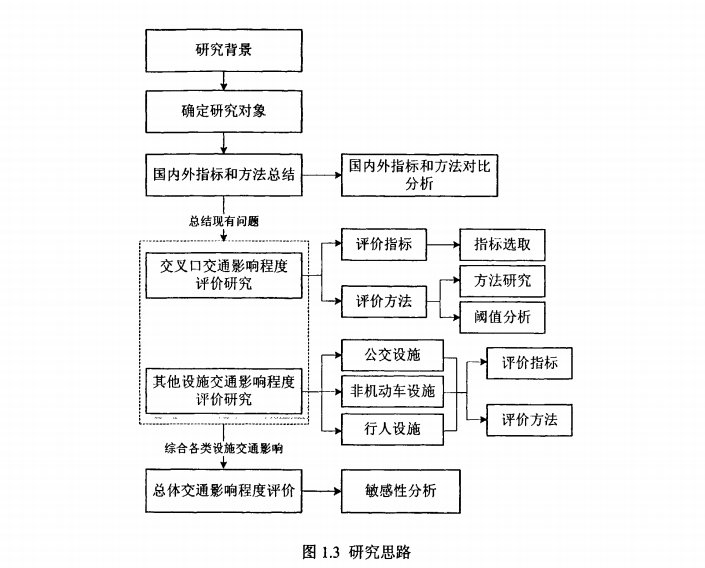 研究背景
确定研究对象
国内外指标和方法总结
国内外指标和方法对比
分析
总结现有问题
交叉口交通影响程度
评价研究
评价指标
指标选取
评价方法
方法研究
阈值分析
其他设施交通影响程度
评价研究
公交设施
非机动车设施
行人设施
评价指标
评价方法
综合各类设施交通影响
总体交通影响程度评价
敏感性分析
图 1.3 研究思路